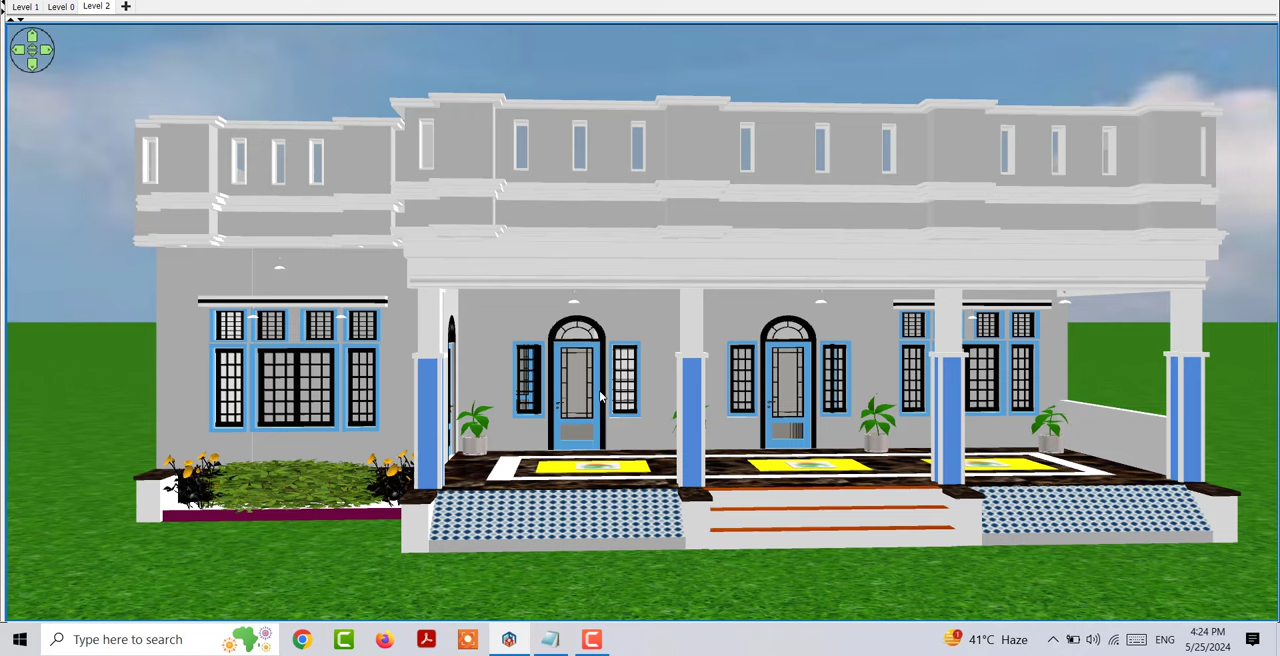 Level 1 Level 0 Level 2
Type here to search
1
41°C Haze
ENG
4:24 PM
5/25/2024